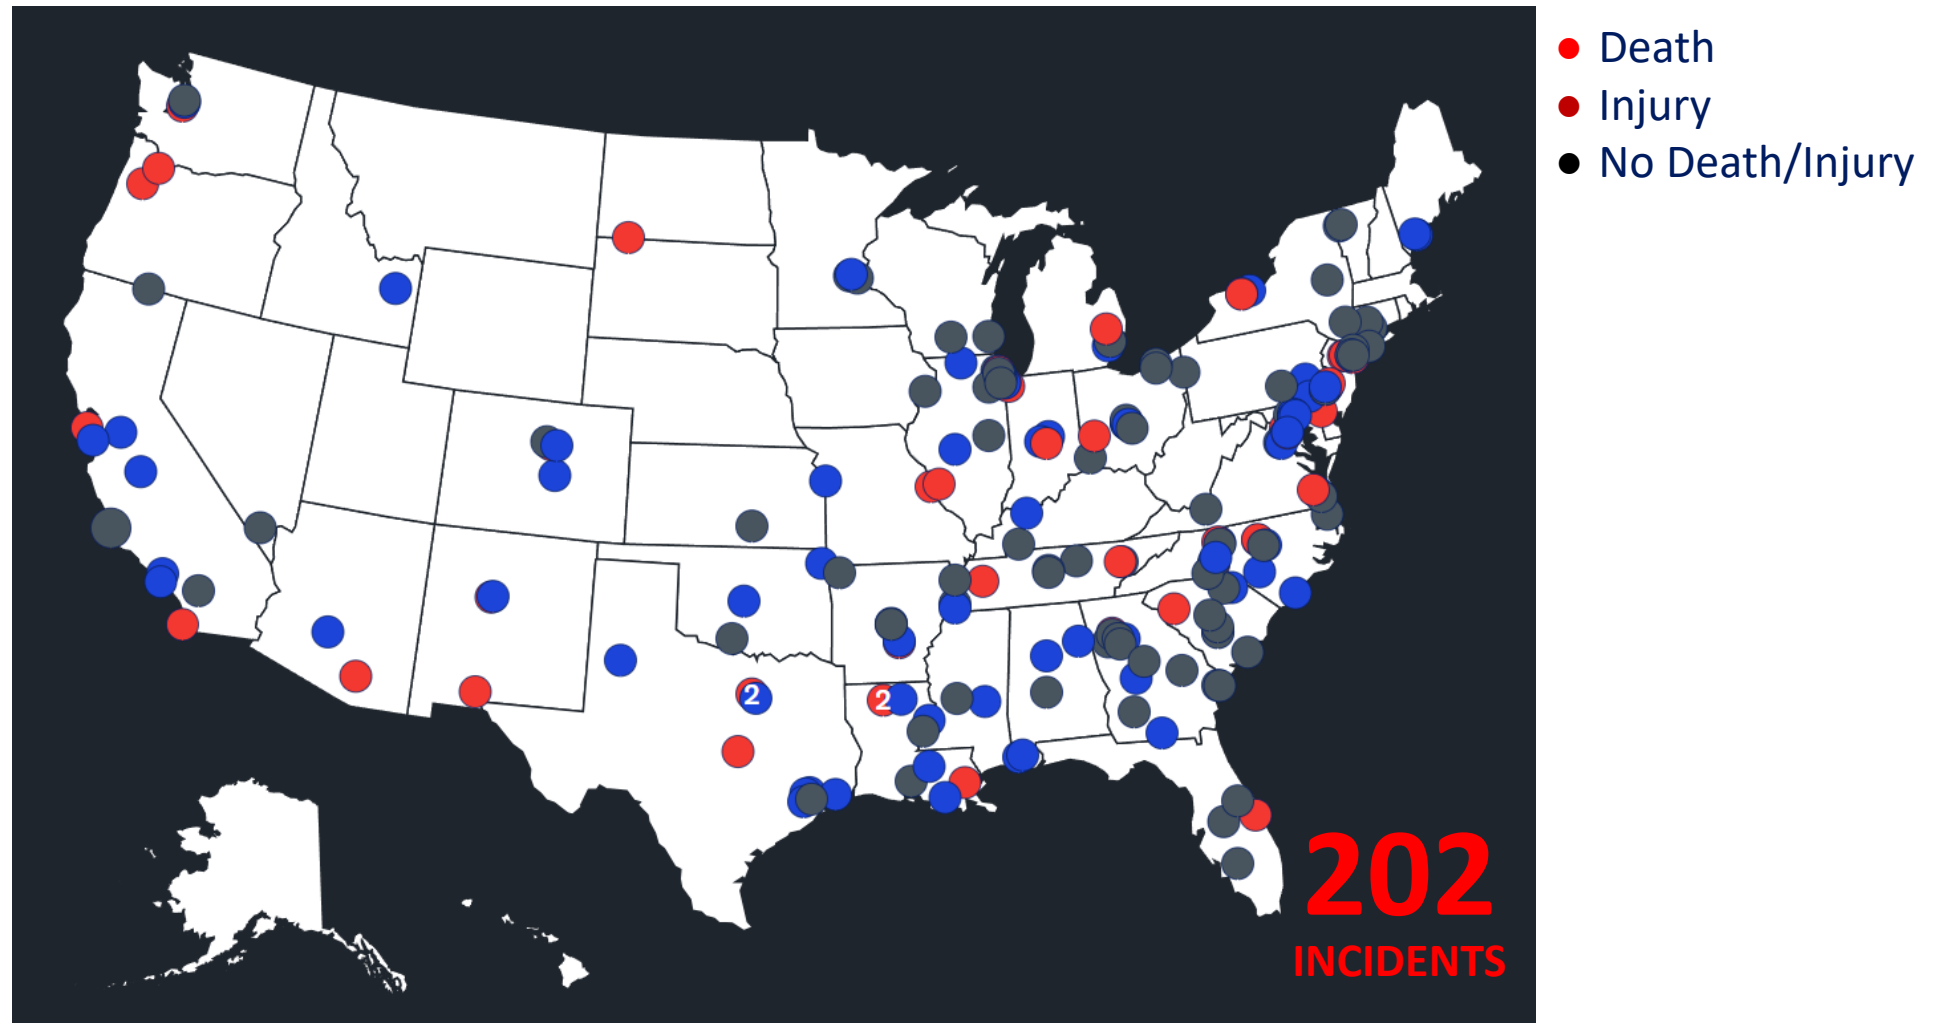 Death
Injury
No Death/Injury
2
2
202
INCIDENTS